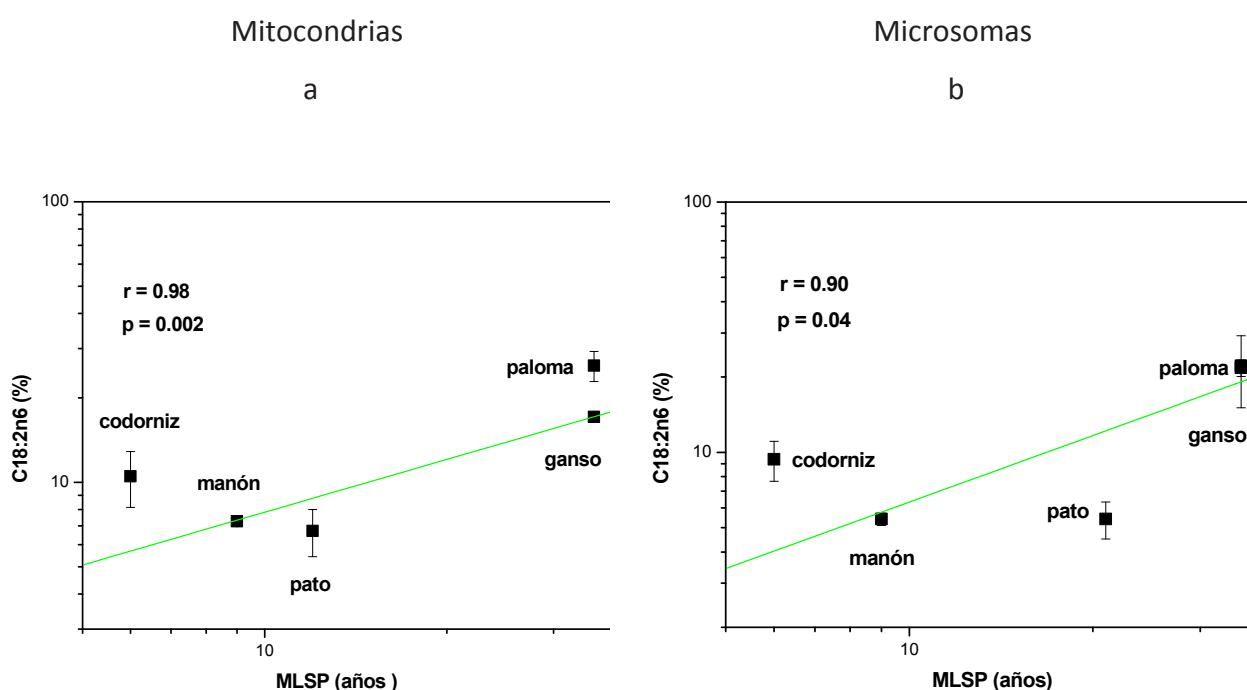 Mitocondrias
a
100
r = 0.98
p = 0.002
paloma
codorniz
manón
ganso
10
pato
C18:2n6 (%)
10
MLSP (años )
Microsomas
b
100
r = 0.90
p = 0.04
paloma
ganso
10
codorniz
pato
manón
C18:2n6 (%)
10
MLSP (años)